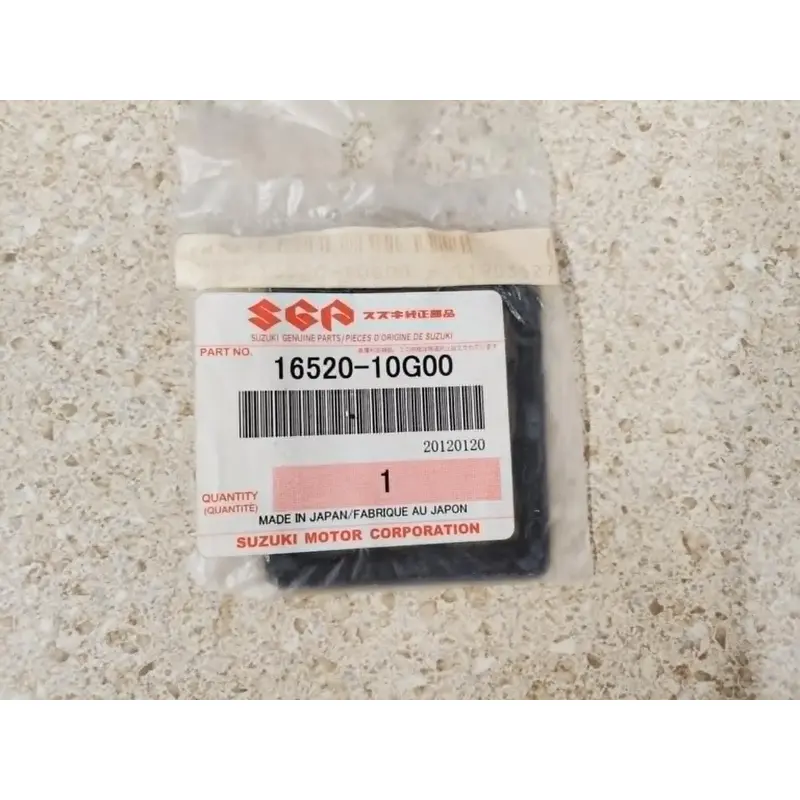 SGP スズキ純正部品
SUZUKI GENUINE PARTS/PIECES D'ORIGINE DE SUZUKI
PART NO.
16520-10G00
20120120
1
QUANTITY
(QUANTITÉ)
MADE IN JAPAN/FABRIQUE AU JAPON
SUZUKI MOTOR CORPORATION